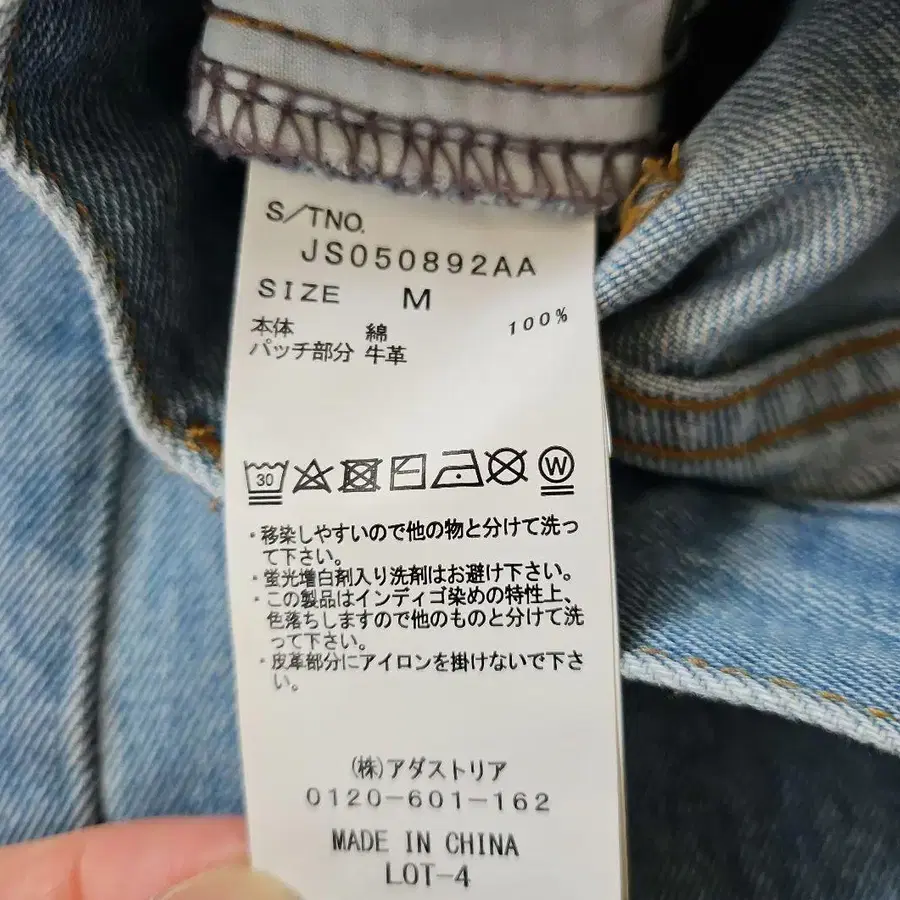 S/TNO.
JS050892AA
SIZE M
本体 綿 100%
パッチ部分 牛革
30 W
・移染しやすいので他の物と分けて洗っ
て下さい。
・蛍光増白剤入り洗剤はお避け下さい。
・この製品はインディゴ染めの特性上、
色落ちしますので他のものと分けて洗
って下さい。
・皮革部分にアイロンを掛けないで下さ
い。
(株)アダストリア
0120-601-162
MADE IN CHINA
LOT-4